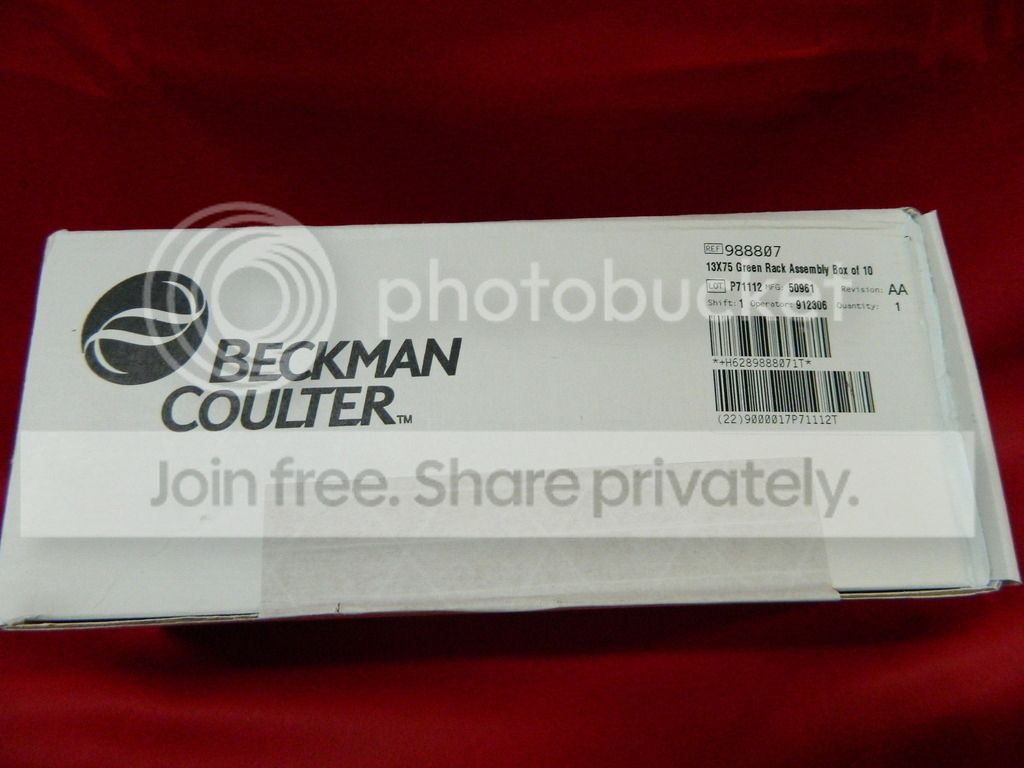 photobucket
BECKMAN
COULTER™
REF 988807
13X75 Green Rack Assembly Box of 10
LOT P71112 MFG: 50961 Revision: AA
Shift: 1 Operator: 912306 Quantity: 1
*+H6289888071T*
(22)9000017P71112T
Join free. Share privately.